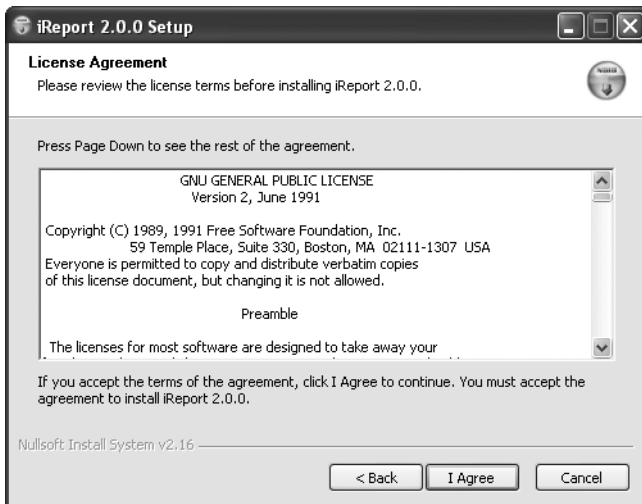 iReport 2.0.0 Setup
License Agreement
Please review the license terms before installing iReport 2.0.0.
Press Page Down to see the rest of the agreement.
GNU GENERAL PUBLIC LICENSE
Version 2, June 1991
Copyright (C) 1989, 1991 Free Software Foundation, Inc.
59 Temple Place, Suite 330, Boston, MA 02111-1307 USA
Everyone is permitted to copy and distribute verbatim copies
of this license document, but changing it is not allowed.
Preamble
The licenses for most software are designed to take away your
If you accept the terms of the agreement, click I Agree to continue. You must accept the
agreement to install iReport 2.0.0.
Nullsoft Install System v2.16
< Back
I Agree
Cancel